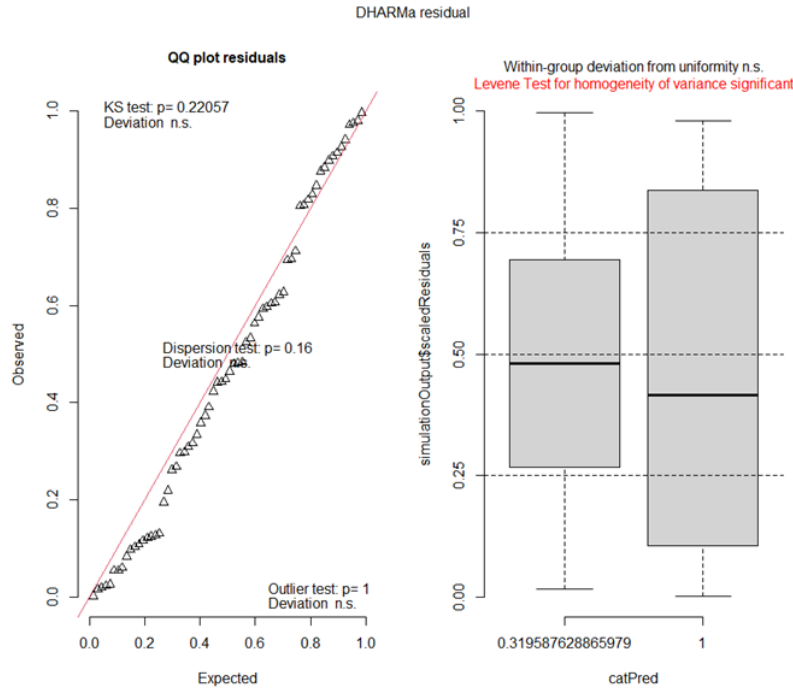 DHARMa residual
QQ plot residuals
KS test: p= 0.22057
Deviation n.s.
Dispersion test: p= 0.16
Deviation n.s.
Outlier test: p= 1
Deviation n.s.
Observed
0.0 0.2 0.4 0.6 0.8 1.0
0.0 0.2 0.4 0.6 0.8 1.0
Expected
Within-group deviation from uniformity n.s.
Levene Test for homogeneity of variance significant
simulationOutput$scaledResiduals
0.00 0.25 0.50 0.75 1.00
0.319587628865979 1
catPred